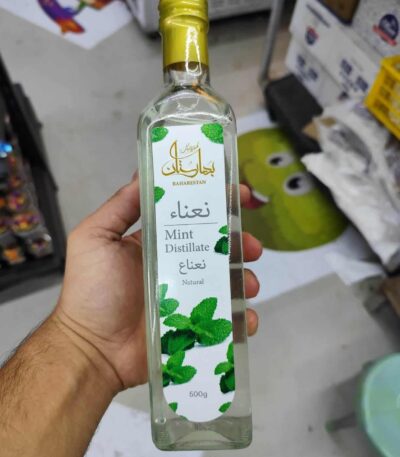 بهارستان
BAHARESTAN
نعناء
Mint
Distillate
نعناع
Natural
500g